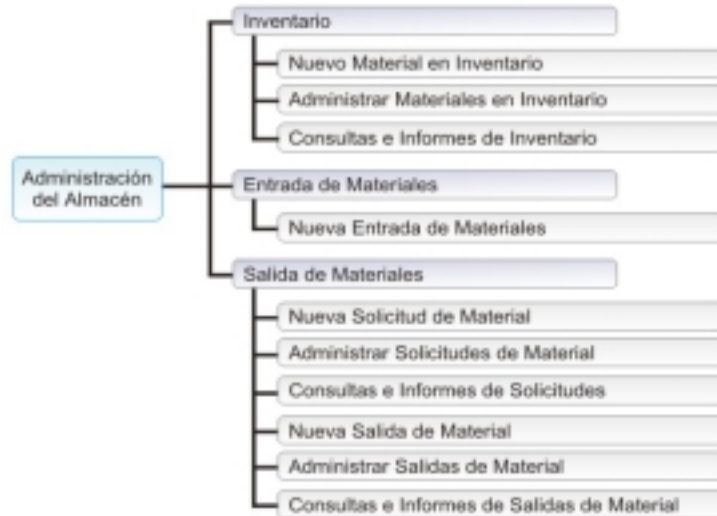 Inventario
Nuevo Material en Inventario
Administrar Materiales en Inventario
Consultas e Informes de Inventario
Administración
del Almacén
Entrada de Materiales
Nueva Entrada de Materiales
Salida de Materiales
Nueva Solicitud de Material
Administrar Solicitudes de Material
Consultas e Informes de Solicitudes
Nueva Salida de Material
Administrar Salidas de Material
Consultas e Informes de Salidas de Material